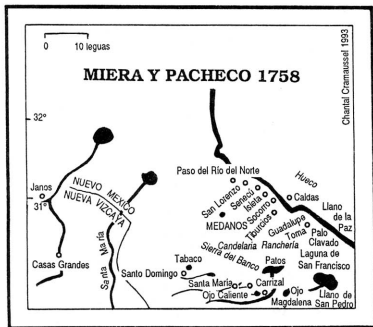 0 10 leguas
MIERA Y PACHECO 1758
Chantal Cramaussel 1993
32°
31°
Janos
NUEVO MEXICO
NUEVA VIZCAYA
Paso del Río del Norte
Hueco
San Lorenzo
Senecú
Isleta
Socorro
Tiburcios
Caldas
Llano de la Paz
MEDANOS
Guadalupe
Toma
Palo Clavado
Candelaria
Ranchería
Sierra del Banco
Patos
Laguna de San Francisco
Casas Grandes
Santa María
Tabaco
Santo Domingo
Santa Maria
Carrizal
Ojo Caliente
Ojo
Magdalena
Llano de San Pedro